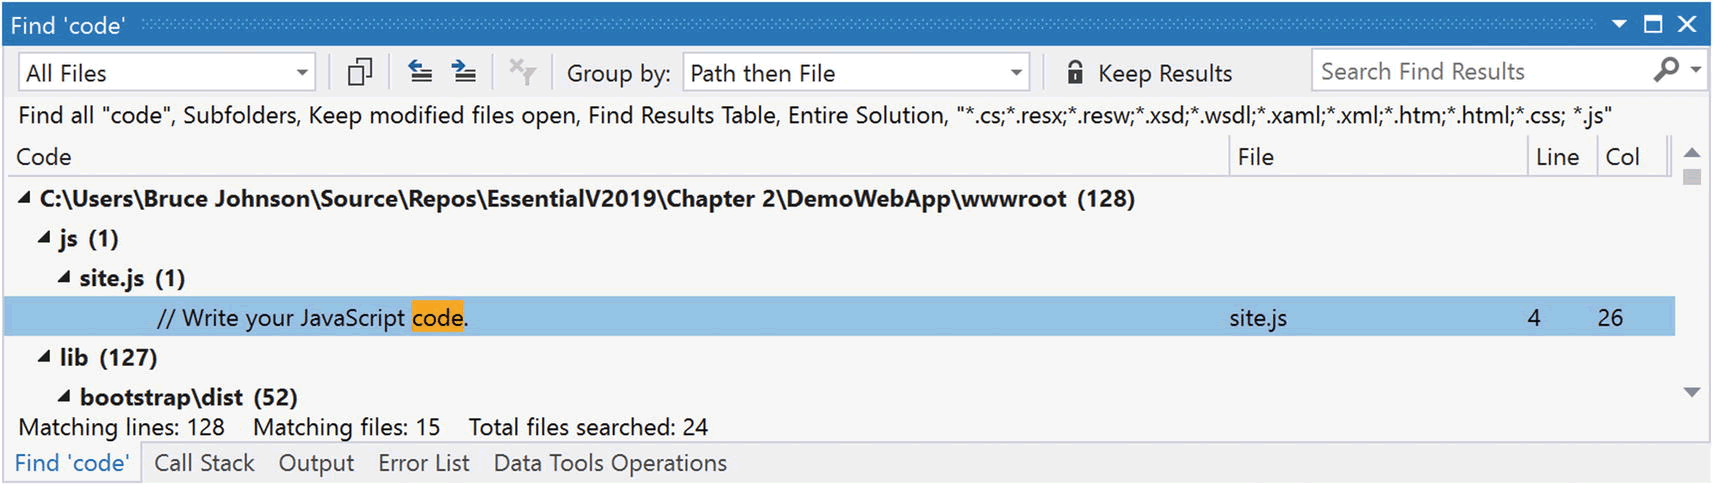 Find 'code'
All Files Group by: Path then File Keep Results Search Find Results
Find all "code", Subfolders, Keep modified files open, Find Results Table, Entire Solution, "*.cs;*.resx;*.resw;*.xsd;*.wsdl;*.xaml;*.xml;*.htm;*.html;*.css; *.js"
Code File Line Col
C:\Users\Bruce Johnson\Source\Repos\EssentialV2019\Chapter 2\DemoWebApp\wwwroot (128)
js (1)
site.js (1)
// Write your JavaScript code. site.js 4 26
lib (127)
bootstrap\dist (52)
Matching lines: 128 Matching files: 15 Total files searched: 24
Find 'code' Call Stack Output Error List Data Tools Operations